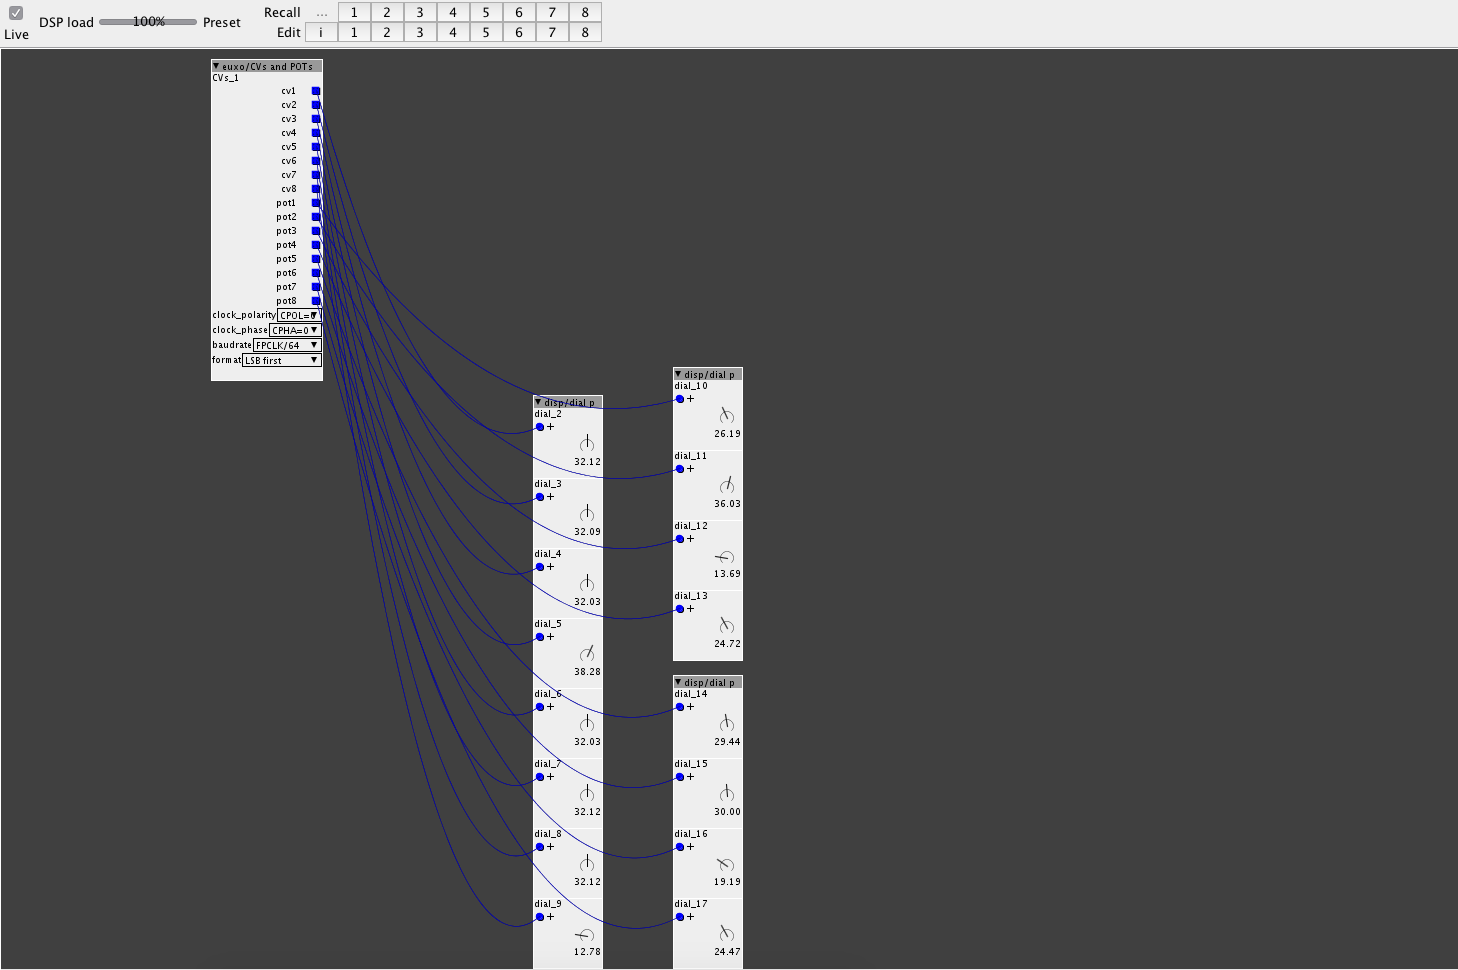 Live
DSP load 100% Preset
Recall ... 1 2 3 4 5 6 7 8
Edit i 1 2 3 4 5 6 7 8
euxo/CVs and POTs
CVs_1
cv1
cv2
cv3
cv4
cv5
cv6
cv7
cv8
pot1
pot2
pot3
pot4
pot5
pot6
pot7
pot8
clock_polarity CPOL=0
clock_phase CPHA=0
baudrate FPCLK/64
format LSB first
disp/dial p
dial_2
+
32.12
dial_3
+
32.09
dial_4
+
32.03
dial_5
+
38.28
dial_6
+
32.03
dial_7
+
32.12
dial_8
+
32.12
dial_9
+
12.78
disp/dial p
dial_10
+
26.19
dial_11
+
36.03
dial_12
+
13.69
dial_13
+
24.72
disp/dial p
dial_14
+
29.44
dial_15
+
30.00
dial_16
+
19.19
dial_17
+
24.47